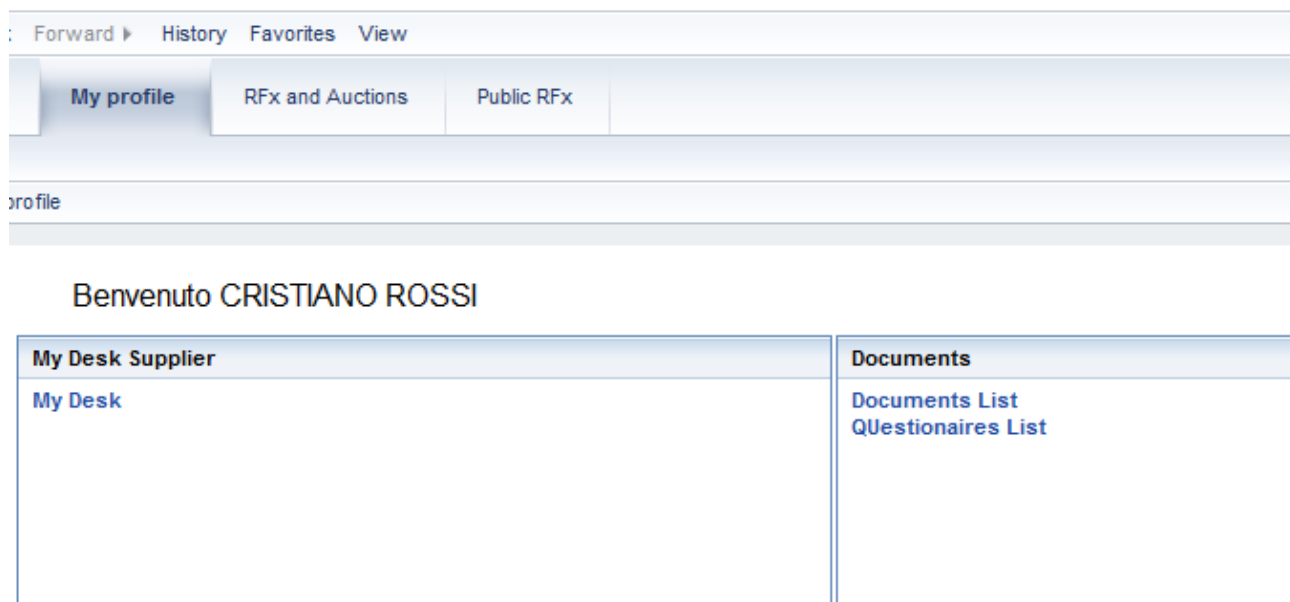 Forward History Favorites View
My profile RFx and Auctions Public RFx
profile
Benvenuto CRISTIANO ROSSI
My Desk Supplier
My Desk
Documents
Documents List
QUestionaires List